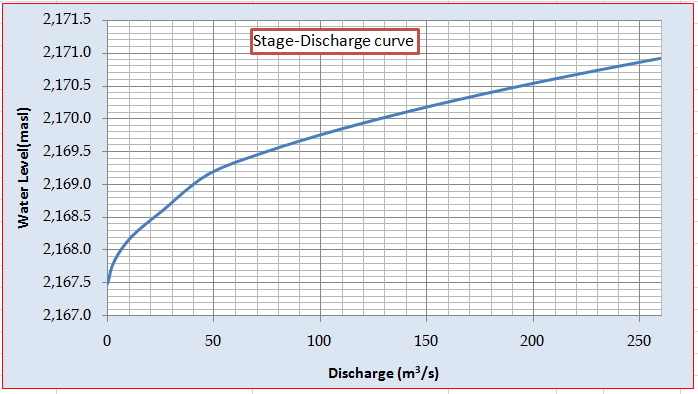 Stage-Discharge curve
2,171.5
2,171.0
2,170.5
2,170.0
2,169.5
2,169.0
2,168.5
2,168.0
2,167.5
2,167.0
Water Level(masl)
0 50 100 150 200 250
Discharge (m³/s)